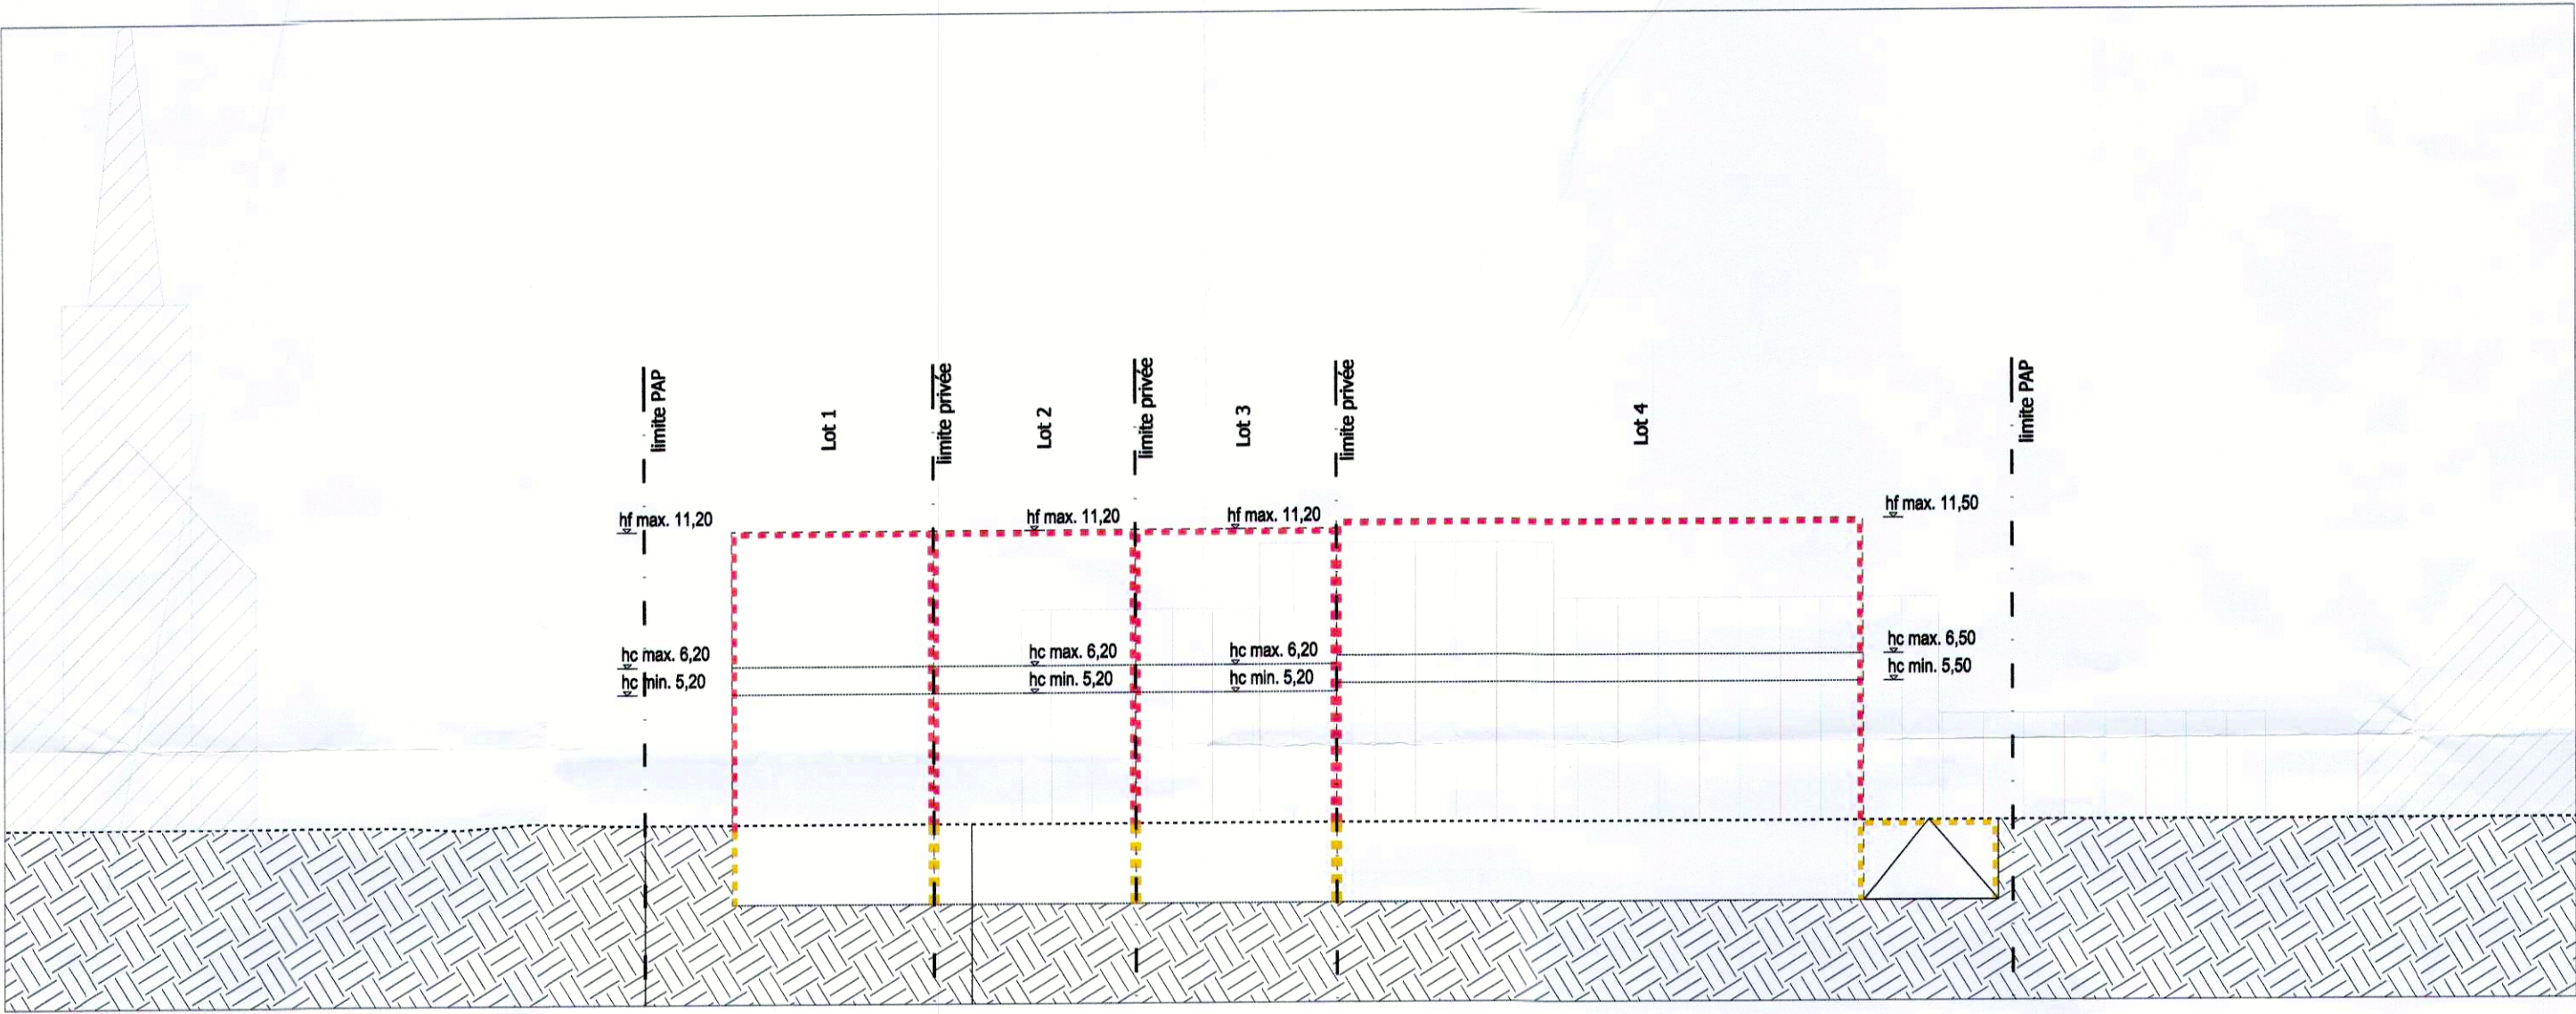 limite PAP
Lot 1
limite privée
Lot 2
limite privée
Lot 3
limite privée
Lot 4
limite PAP
hf max. 11,20
hf max. 11,20
hf max. 11,20
hf max. 11,50
hc max. 6,20
hc max. 6,20
hc max. 6,20
hc max. 6,50
hc min. 5,20
hc min. 5,20
hc min. 5,20
hc min. 5,50